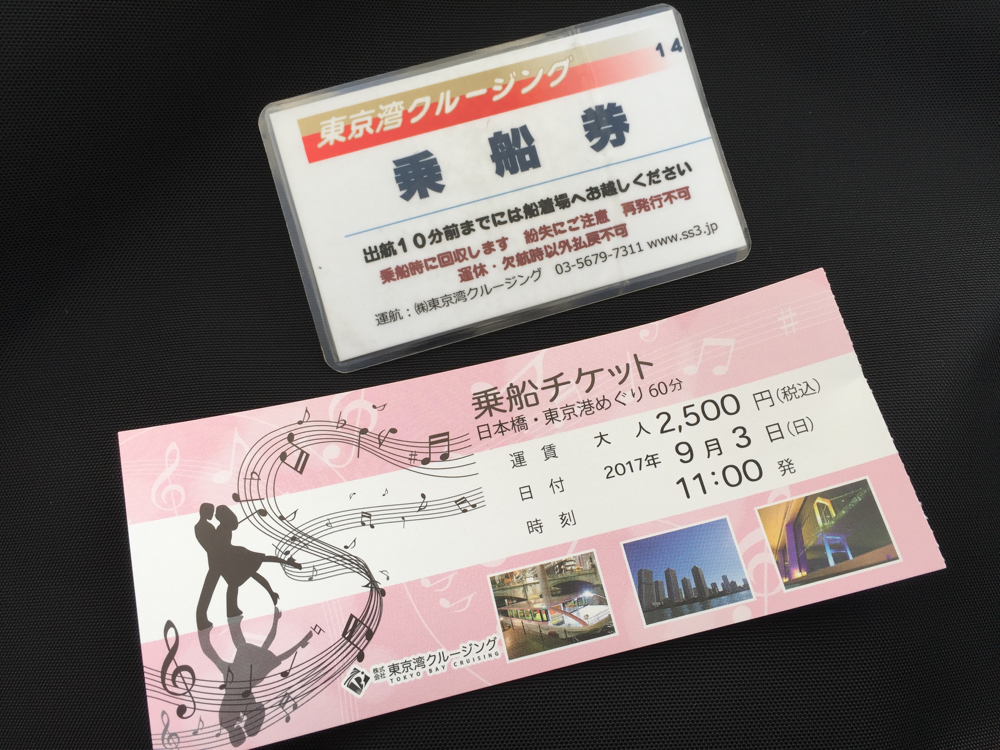 14
東京湾クルージング
乗船券
出航10分前までには船着場へお越しください
乗船時に回収します 紛失にご注意 再発行不可
運休・欠航時以外払戻不可
運航:㈱東京湾クルージング 03-5679-7311 www.ss3.jp
乗船チケット
日本橋・東京港めぐり60分
運賃 大人 2,500 円(税込)
日付 2017年 9月 3日(日)
時刻 11:00 発
株式会社 東京湾クルージング
TOKYO BAY CRUISING